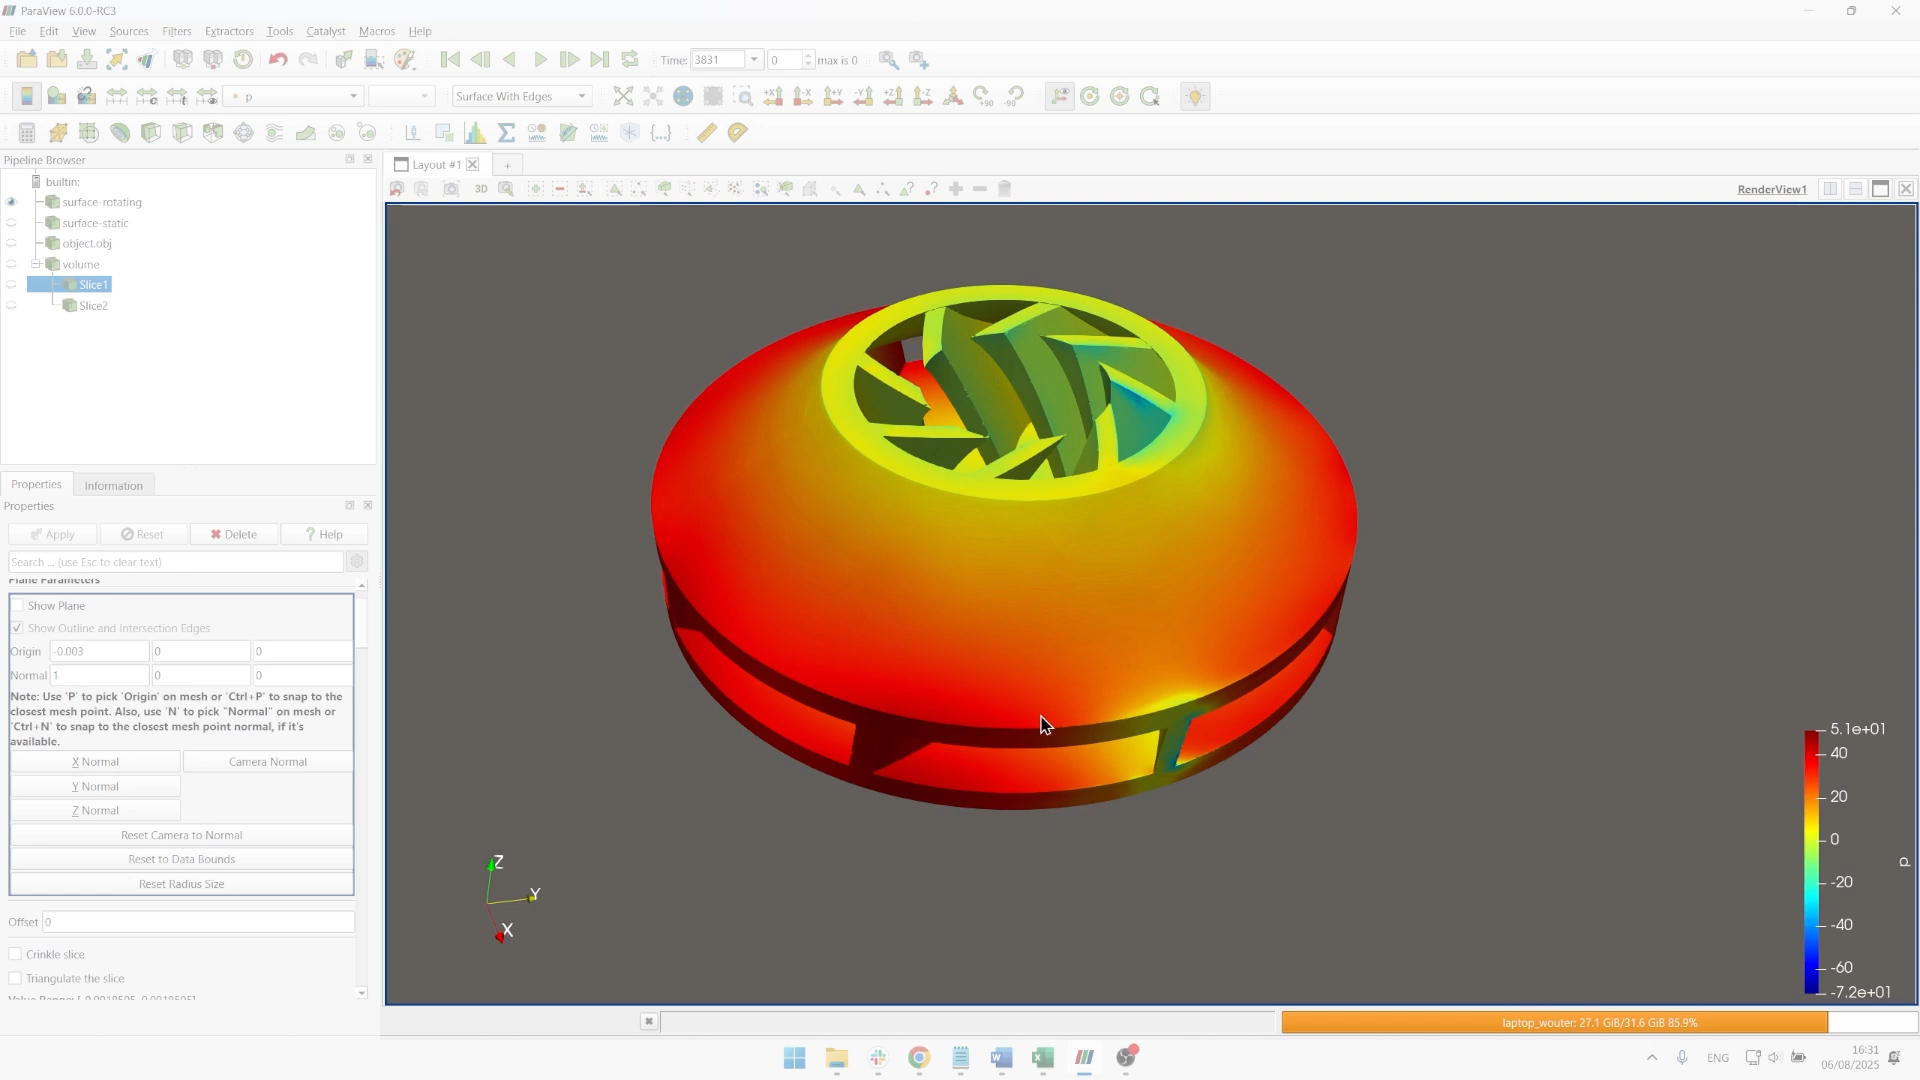 ParaView 6.0.0-RC3
File Edit View Sources Filters Extractors Tools Catalyst Macros Help
Time: 3831 0 max is 0
p Surface With Edges +X -X +Y -Y +Z -Z +90 -90
Pipeline Browser
Layout #1 +
builtin:
3D RenderView1
surface-rotating
surface-static
object.obj
volume
Slice1
Slice2
Properties Information
Properties
Apply Reset Delete Help
Search ... (use Esc to clear text)
Plane Parameters
Show Plane
Show Outline and Intersection Edges
Origin -0.003 0 0
Normal 1 0 0
Note: Use 'P' to pick 'Origin' on mesh or 'Ctrl+P' to snap to the
closest mesh point. Also, use 'N' to pick "Normal" on mesh or
'Ctrl+N' to snap to the closest mesh point normal, if it's
available.
X Normal Camera Normal
Y Normal
Z Normal
Reset Camera to Normal
Reset to Data Bounds
Reset Radius Size
Offset 0
Crinkle slice
Triangulate the slice
Z
Y
X
5.1e+01
40
20
0
p
-20
-40
-60
-7.2e+01
laptop_wouter: 27.1 GiB/31.6 GiB 85.9%
ENG
16:31
06/08/2025